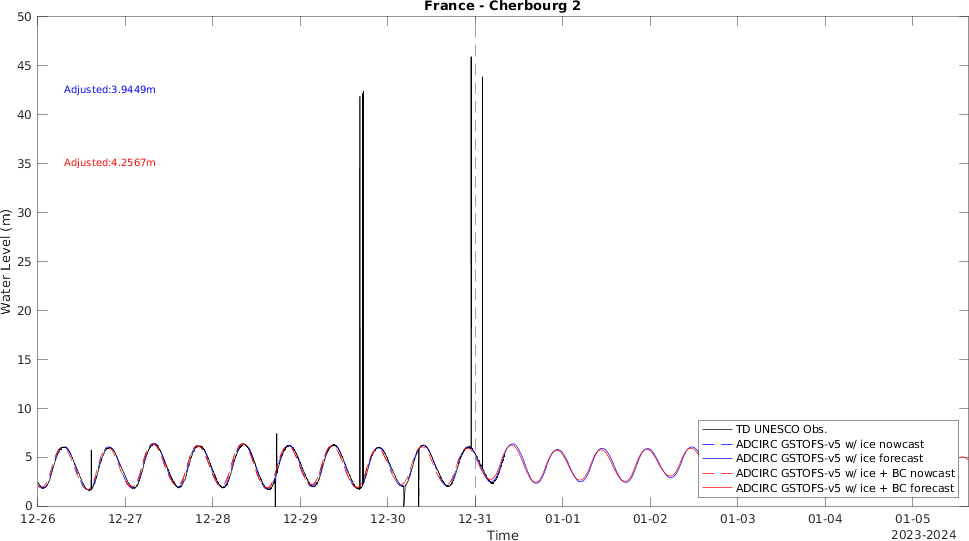 France - Cherbourg 2
50
45
40
35
30
25
20
15
10
5
0
Water Level (m)
Adjusted:3.9449m
Adjusted:4.2567m
TD UNESCO Obs.
ADCIRC GSTOFS-v5 w/ ice nowcast
ADCIRC GSTOFS-v5 w/ ice forecast
ADCIRC GSTOFS-v5 w/ ice + BC nowcast
ADCIRC GSTOFS-v5 w/ ice + BC forecast
12-26 12-27 12-28 12-29 12-30 12-31 01-01 01-02 01-03 01-04 01-05
Time
2023-2024